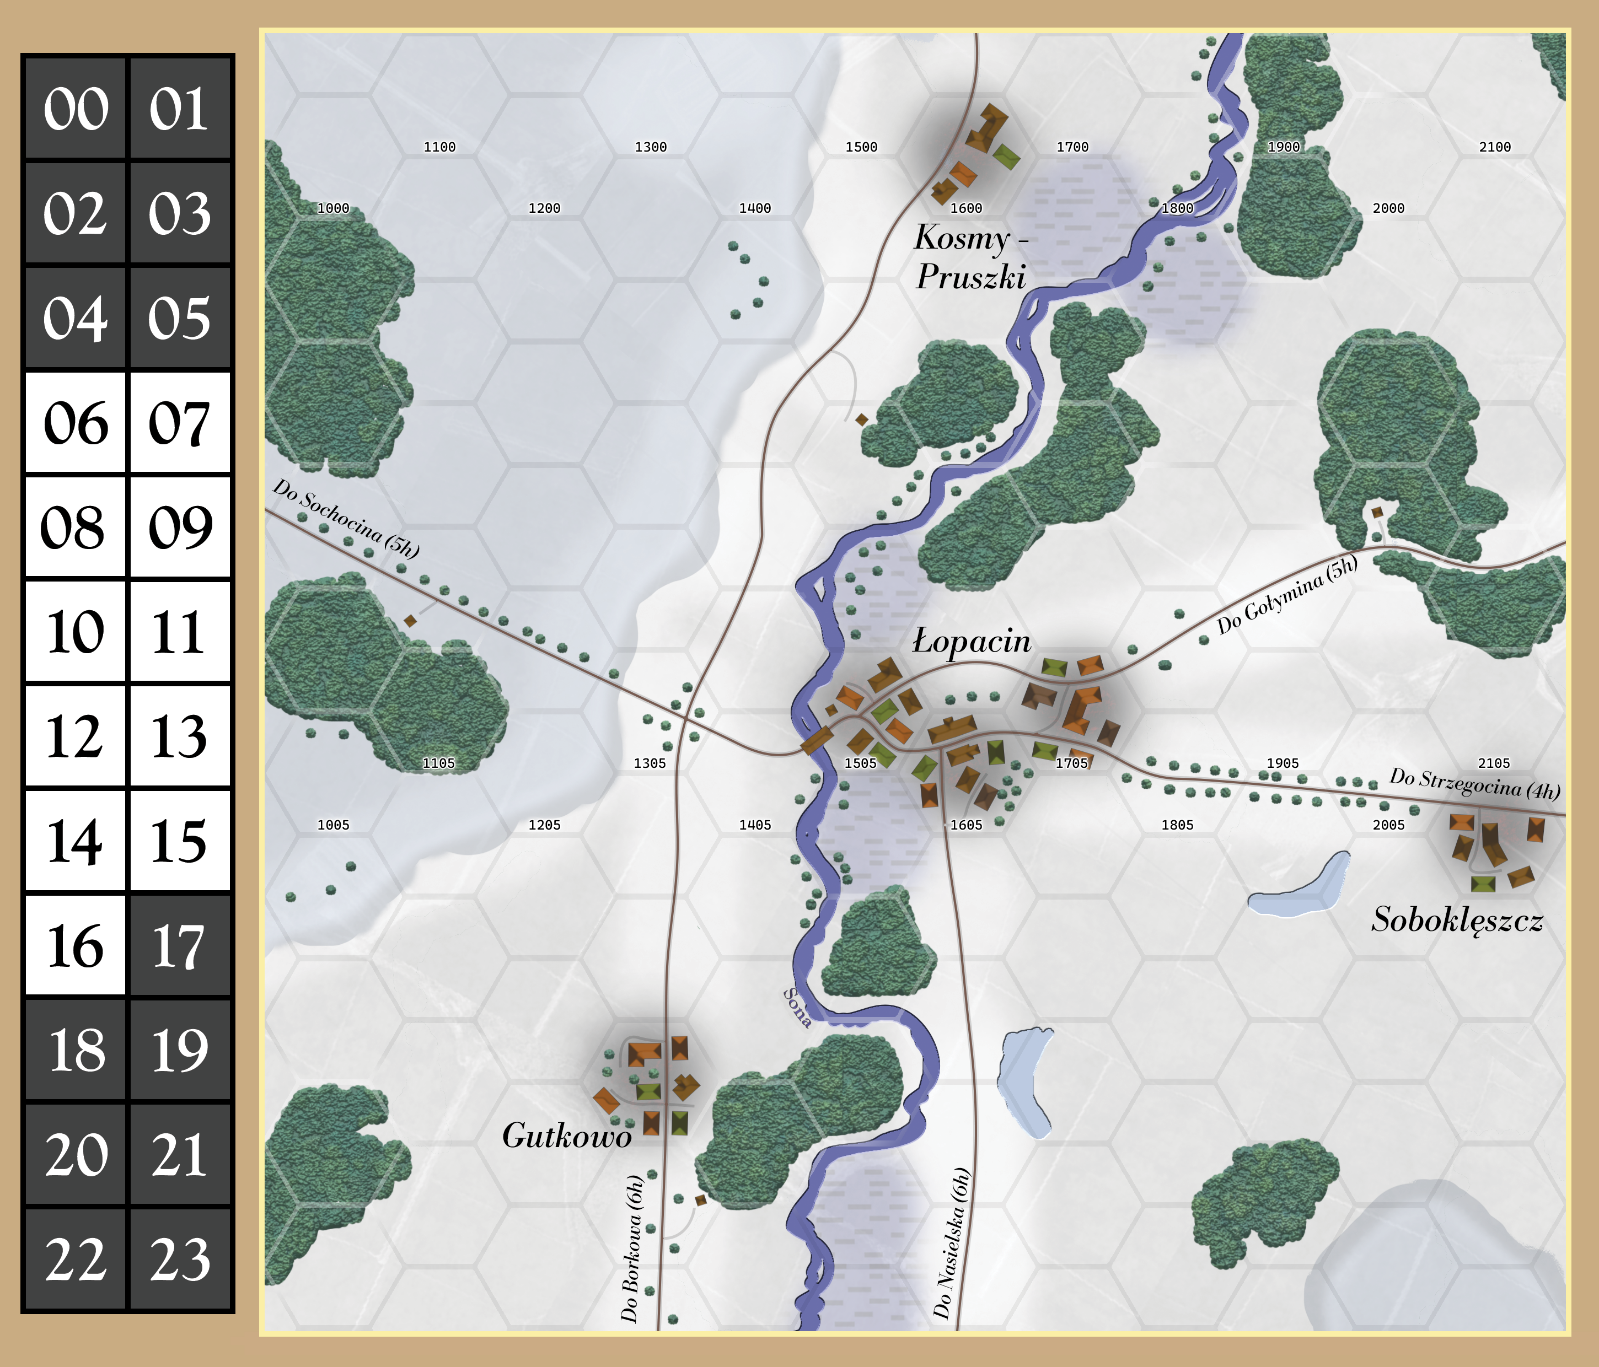 00 01
02 03
04 05
06 07
08 09
10 11
12 13
14 15
16 17
18 19
20 21
22 23
1100 1300 1500 1700 1900 2100
1000 1200 1400 1600 1800 2000
Kosmy -
Pruszki
Do Sochocina (5h)
Do Gołymina (5h)
Łopacin
1105 1305 1505 1705 1905 2105
Do Strzegocina (4h)
1005 1205 1405 1605 1805 2005
Soboklęszcz
Sona
Gutkowo
Do Borkowa (6h)
Do Nasielska (6h)